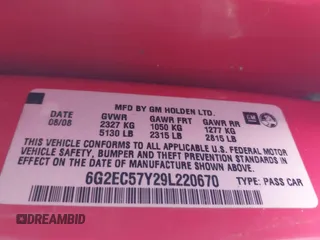 MFD BY GM HOLDEN LTD.
DATE GVWR GAWR FRT GAWR RR
05/08 2327 KG 1050 KG 1277 KG
5130 LB 2315 LB 2815 LB
GM
THIS VEHICLE CONFORMS TO ALL APPLICABLE U.S. FEDERAL MOTOR
VEHICLE SAFETY, BUMPER AND THEFT PREVENTION STANDARDS IN
EFFECT ON THE DATE OF MANUFACTURE SHOWN ABOVE.
6G2EC57Y29L220670 TYPE: PASS CAR
DREAMBID